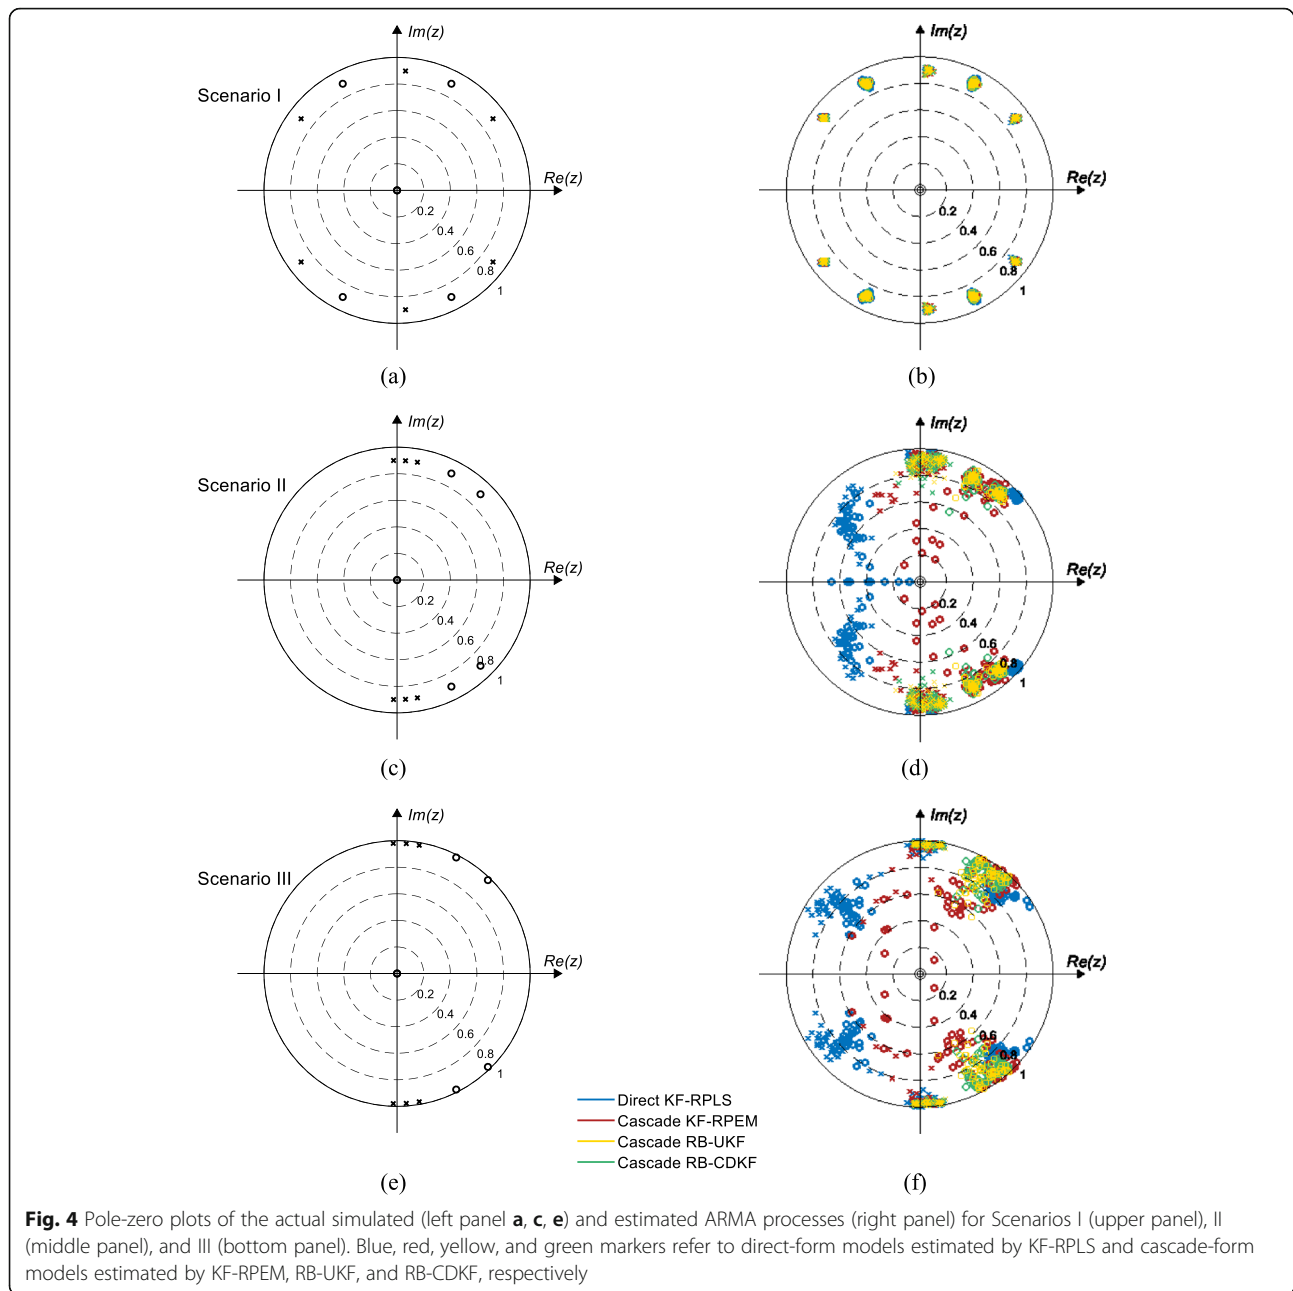 Im(z)
Im(z)
Scenario I
Re(z)
Re(z)
0.2
0.4
0.6
0.8
1
0.2
0.4
0.6
0.8
1
(a)
(b)
Im(z)
Im(z)
Scenario II
Re(z)
Re(z)
0.2
0.4
0.6
0.8
1
0.2
0.4
0.6
0.8
1
(c)
(d)
Im(z)
Im(z)
Scenario III
Re(z)
Re(z)
0.2
0.4
0.6
0.8
1
0.2
0.4
0.6
0.8
1
Direct KF-RPLS
Cascade KF-RPEM
Cascade RB-UKF
Cascade RB-CDKF
(e)
(f)
Fig. 4 Pole-zero plots of the actual simulated (left panel a, c, e) and estimated ARMA processes (right panel) for Scenarios I (upper panel), II
(middle panel), and III (bottom panel). Blue, red, yellow, and green markers refer to direct-form models estimated by KF-RPLS and cascade-form
models estimated by KF-RPEM, RB-UKF, and RB-CDKF, respectively